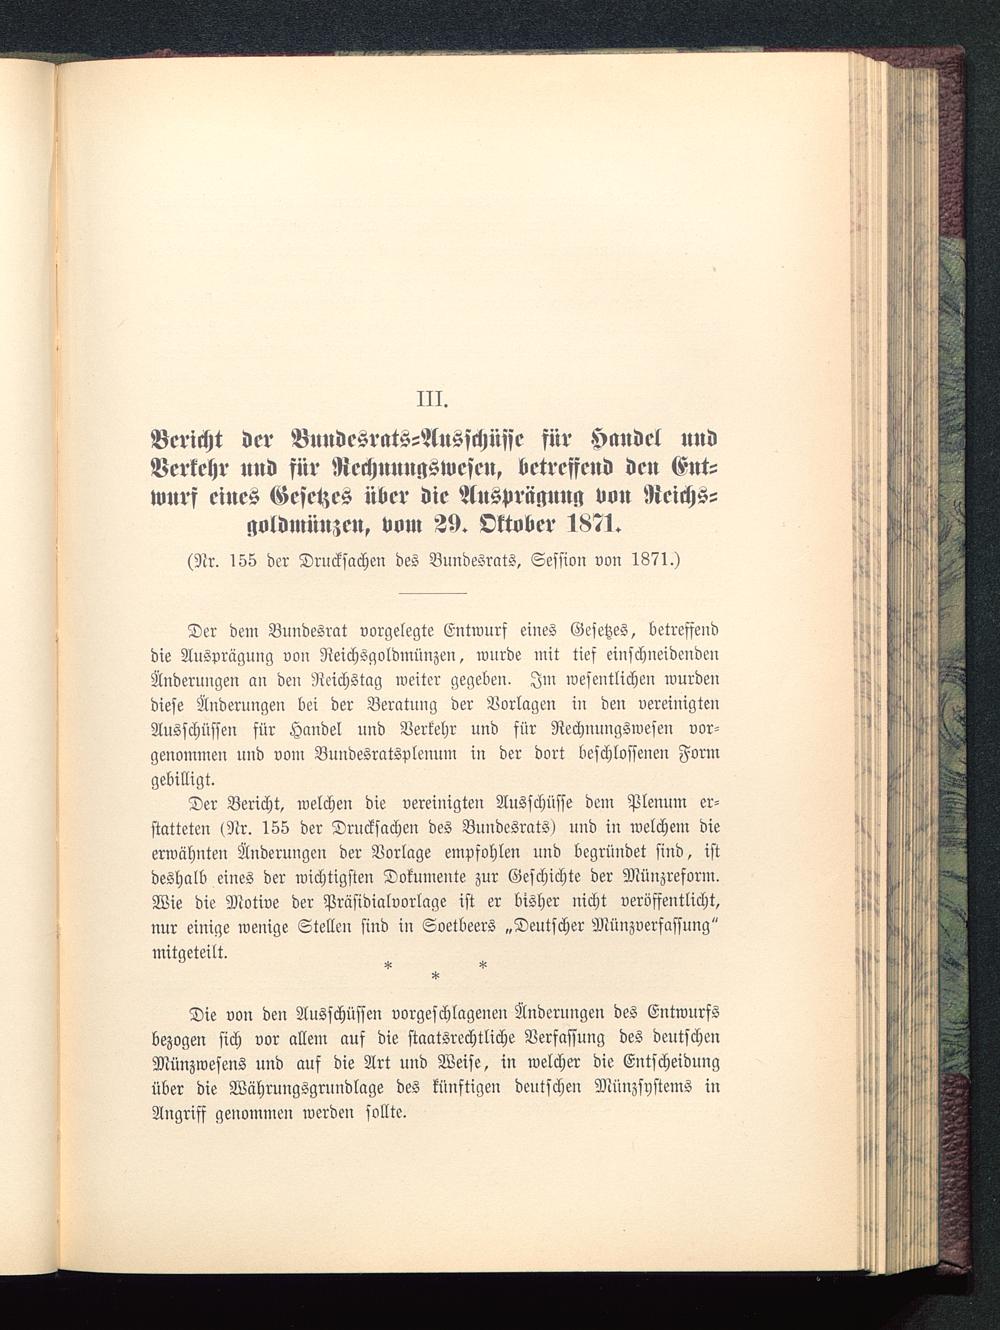 III.
Bericht der Bundesrats-Ausschüsse für Handel und
Verkehr und für Rechnungswesen, betreffend den Ent-
wurf eines Gesetzes über die Ausprägung von Reichs-
goldmünzen, vom 29. Oktober 1871.
(Nr. 155 der Drucksachen des Bundesrats, Session von 1871.)
Der dem Bundesrat vorgelegte Entwurf eines Gesetzes, betreffend
die Ausprägung von Reichsgoldmünzen, wurde mit tief einschneidenden
Änderungen an den Reichstag weiter gegeben. Im wesentlichen wurden
diese Änderungen bei der Beratung der Vorlagen in den vereinigten
Ausschüssen für Handel und Verkehr und für Rechnungswesen vor-
genommen und vom Bundesratsplenum in der dort beschlossenen Form
gebilligt.
Der Bericht, welchen die vereinigten Ausschüsse dem Plenum er-
statteten (Nr. 155 der Drucksachen des Bundesrats) und in welchem die
erwähnten Änderungen der Vorlage empfohlen und begründet sind, ist
deshalb eines der wichtigsten Dokumente zur Geschichte der Münzreform.
Wie die Motive der Präsidialvorlage ist er bisher nicht veröffentlicht,
nur einige wenige Stellen sind in Soetbeers „Deutscher Münzverfassung“
mitgeteilt.
* * *
Die von den Ausschüssen vorgeschlagenen Änderungen des Entwurfs
bezogen sich vor allem auf die staatsrechtliche Verfassung des deutschen
Münzwesens und auf die Art und Weise, in welcher die Entscheidung
über die Währungsgrundlage des künftigen deutschen Münzsystems in
Angriff genommen werden sollte.